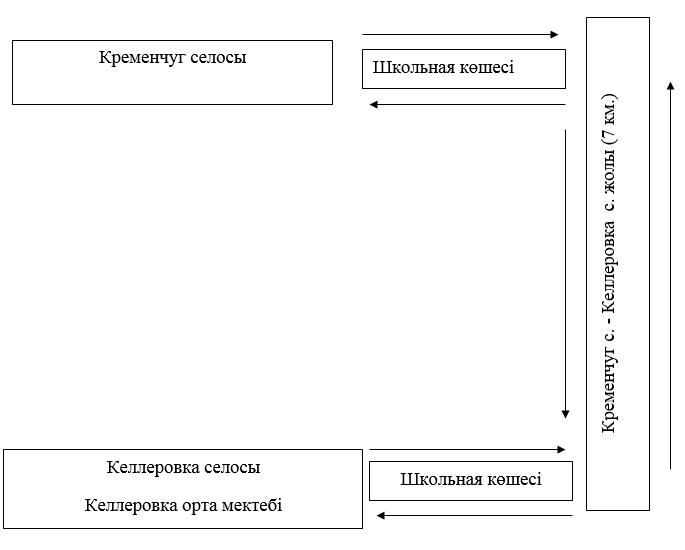 Кременчуг селосы
Школьная көшесі
Кременчуг с. - Келлеровка с. жолы (7 км.)
Келлеровка селосы
Келлеровка орта мектебі
Школьная көшесі